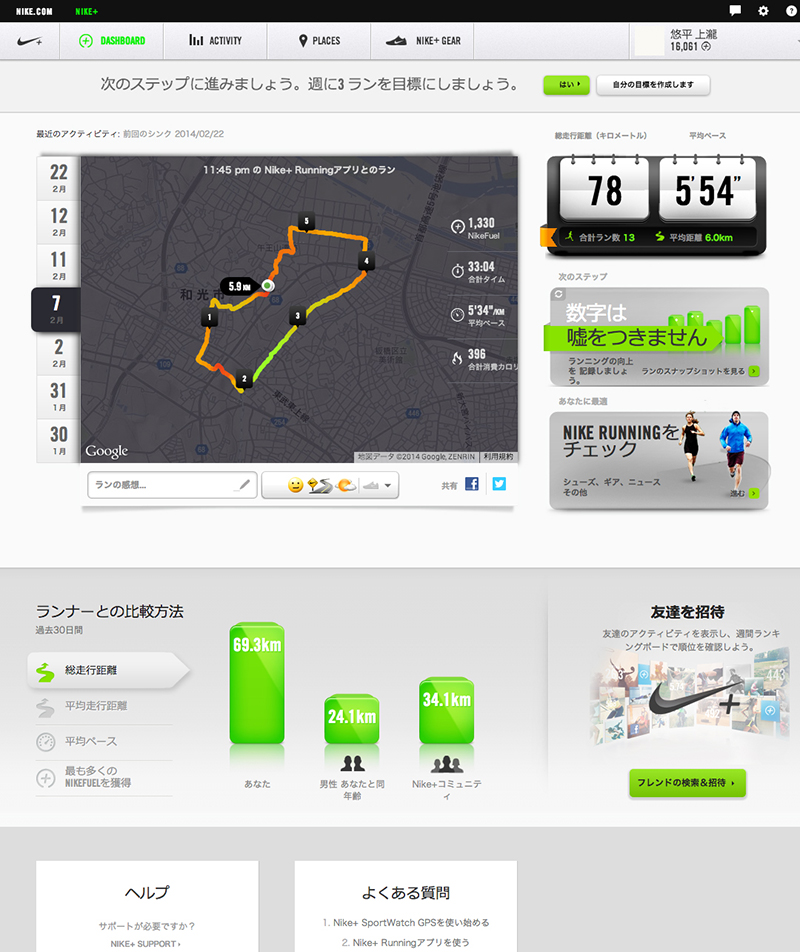 NIKE.COM NIKE+
DASHBOARD ACTIVITY PLACES NIKE+ GEAR
悠平 上瀧
16,061
次のステップに進みましょう。週に3 ランを目標にしましょう。
はい
自分の目標を作成します
最近のアクティビティ: 前回のシンク 2014/02/22
22
2月
12
2月
11
2月
7
2月
2
2月
31
1月
30
1月
11:45 pm の Nike+ Runningアプリとのラン
5
4
3
2
1
5.9 KM
和光市
1,330
NikeFuel
33:04
合計タイム
5'34"/KM
平均ペース
396
合計消費カロリ
Google
地図データ ©2014 Google, ZENRIN
利用規約
ランの感想...
共有
総走行距離（キロメートル）
平均ペース
78
5'54"
合計ラン数 13
平均距離 6.0km
次のステップ
数字は
嘘をつきません
ランニングの向上
を 記録しましょ
う。
ランのスナップショットを見る
あなたに最適
NIKE RUNNINGを
チェック
シューズ、ギア、ニュース
その他
進む
ランナーとの比較方法
過去30日間
総走行距離
平均走行距離
平均ペース
最も多くの
NIKEFUELを獲得
69.3km
24.1km
34.1km
あなた
男性 あなたと同
年齢
Nike+コミュニテ
ィ
友達を招待
友達のアクティビティを表示し、週間ランキ
ングボードで順位を確認しよう。
フレンドの検索＆招待
ヘルプ
サポートが必要ですか？
NIKE+ SUPPORT
よくある質問
1. Nike+ SportWatch GPSを使い始める
2. Nike+ Runningアプリを使う